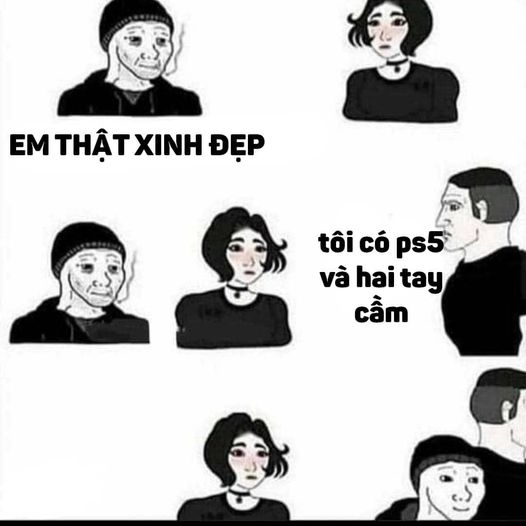 EM THẬT XINH ĐẸP
tôi có ps5
và hai tay
cầm